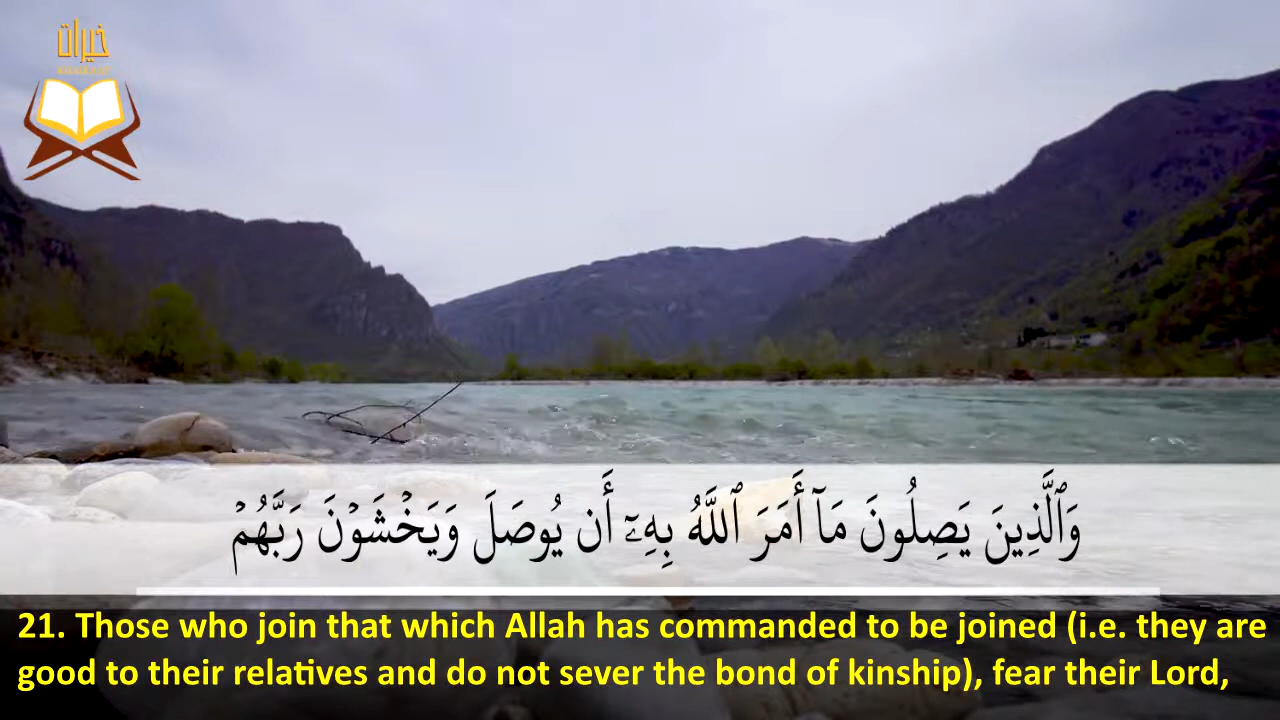 خيرات
وَٱلَّذِينَ يَصِلُونَ مَآ أَمَرَ ٱللَّهُ بِهِۦٓ أَن يُوصَلَ وَيَخْشَوْنَ رَبَّهُمْ
21. Those who join that which Allah has commanded to be joined (i.e. they are
good to their relatives and do not sever the bond of kinship), fear their Lord,